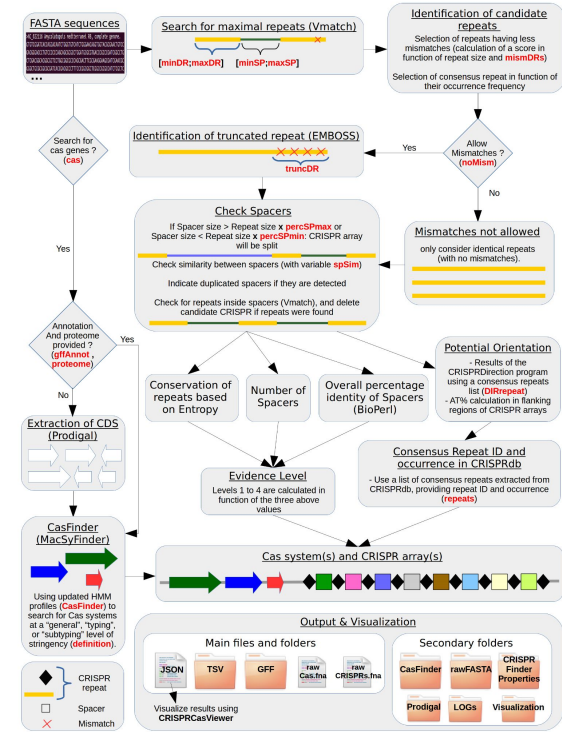 FASTA sequences
...
Search for maximal repeats (Vmatch)
[minDR;maxDR] [minSP;maxSP]
Identification of candidate
repeats
Selection of repeats having less
mismatches (calculation of a score in
function of repeat size and mismDRs)
Selection of consensus repeat in function of
their occurrence frequency
Search for
cas genes ?
(cas)
Identification of truncated repeat (EMBOSS)
truncDR
Yes
Allow
Mismatches ?
(noMism)
No
Check Spacers
If Spacer size > Repeat size x percSPmax or
Spacer size < Repeat size x percSPmin: CRISPR array
will be split
Check similarity between spacers (with variable spSim)
Indicate duplicated spacers if they are detected
Check for repeats inside spacers (Vmatch), and delete
candidate CRISPR if repeats were found
Mismatches not allowed
only consider identical repeats
(with no mismatches).
Yes
Annotation
And proteome
provided ?
(gffAnnot ,
proteome)
Yes
No
Conservation of
repeats based
on Entropy
Number of
Spacers
Overall percentage
identity of Spacers
(BioPerl)
Potential Orientation
- Results of the
CRISPRDirection program
using a consensus repeats
list (DIRrepeat)
- AT% calculation in flanking
regions of CRISPR arrays
Extraction of CDS
(Prodigal)
Evidence Level
Levels 1 to 4 are calculated in
function of the three above
values
Consensus Repeat ID and
occurrence in CRISPRdb
- Use a list of consensus repeats extracted from
CRISPRdb, providing repeat ID and occurrence
(repeats)
CasFinder
(MacSyFinder)
Using updated HMM
profiles (CasFinder) to
search for Cas systems
at a "general", "typing",
or "subtyping" level of
stringency (definition).
Cas system(s) and CRISPR array(s)
Output & Visualization
Main files and folders
JSON
TSV
GFF
raw
Cas.fna
raw
CRISPRs.fna
Visualize results using
CRISPRCasViewer
Secondary folders
CasFinder
rawFASTA
CRISPR
Finder
Properties
Prodigal
LOGs
Visualization
CRISPR
repeat
Spacer
Mismatch